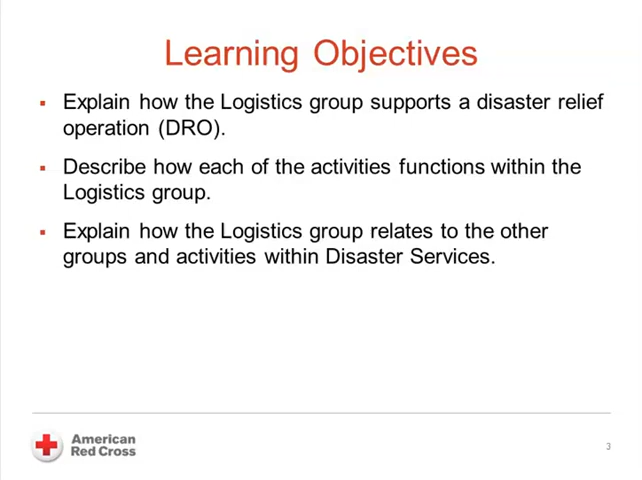 Learning Objectives
▪ Explain how the Logistics group supports a disaster relief
operation (DRO).
▪ Describe how each of the activities functions within the
Logistics group.
▪ Explain how the Logistics group relates to the other
groups and activities within Disaster Services.
American
Red Cross
3